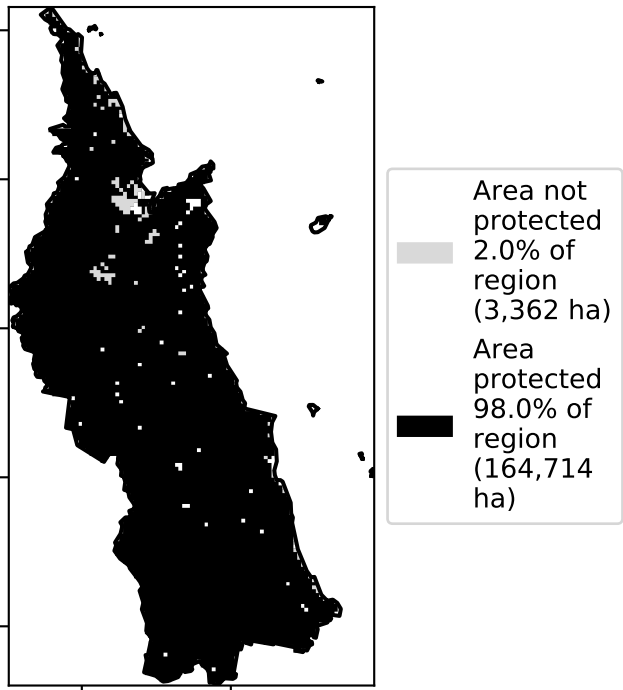 Area not
protected
2.0% of
region
(3,362 ha)
Area
protected
98.0% of
region
(164,714
ha)